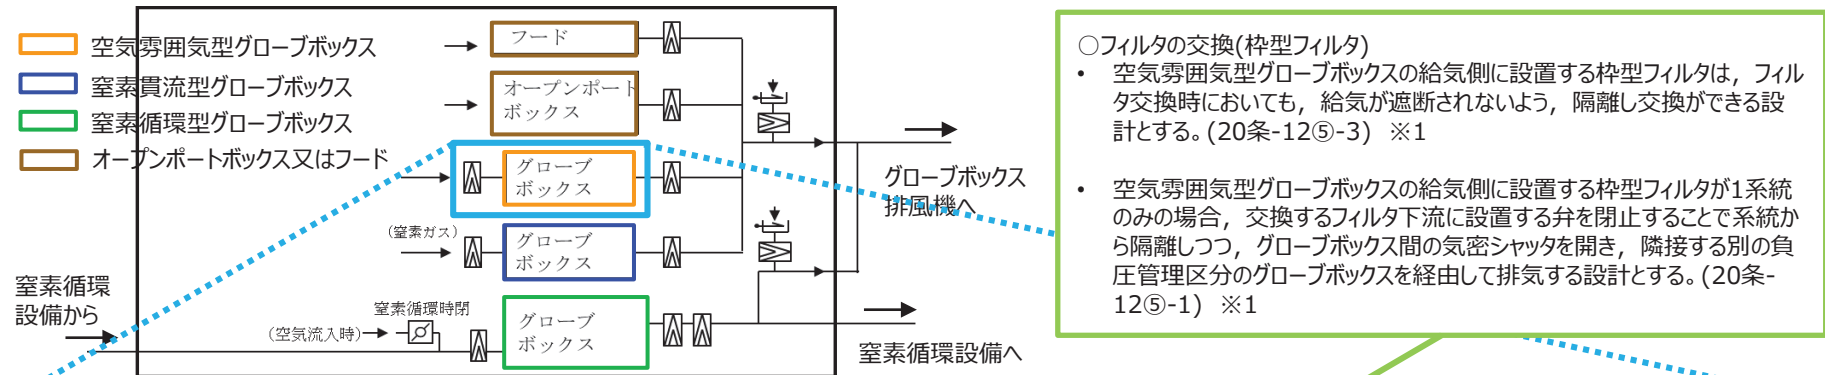 空気雰囲気型グローブボックス
窒素貫流型グローブボックス
窒素循環型グローブボックス
オープンポートボックス又はフード
フード
オープンポート
ボックス
グローブ
ボックス
(窒素ガス)
グローブ
ボックス
窒素循環
設備から
窒素循環時閉
(空気流入時)
グローブ
ボックス
グローブボックス
排風機へ
窒素循環設備へ
○フィルタの交換(枠型フィルタ)
• 空気雰囲気型グローブボックスの給気側に設置する枠型フィルタは，フィル
タ交換時においても，給気が遮断されないよう，隔離し交換ができる設
計とする。(20条-12⑤-3) ※1
• 空気雰囲気型グローブボックスの給気側に設置する枠型フィルタが1系統
のみの場合，交換するフィルタ下流に設置する弁を閉止することで系統か
ら隔離しつつ，グローブボックス間の気密シャッタを開き，隣接する別の負
圧管理区分のグローブボックスを経由して排気する設計とする。(20条-
12⑤-1) ※1